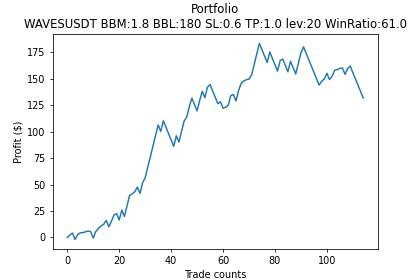 Portfolio
WAVESUSDT BBM:1.8 BBL:180 SL:0.6 TP:1.0 lev:20 WinRatio:61.0
175
150
125
100
75
50
25
0
Profit ($)
0 20 40 60 80 100
Trade counts